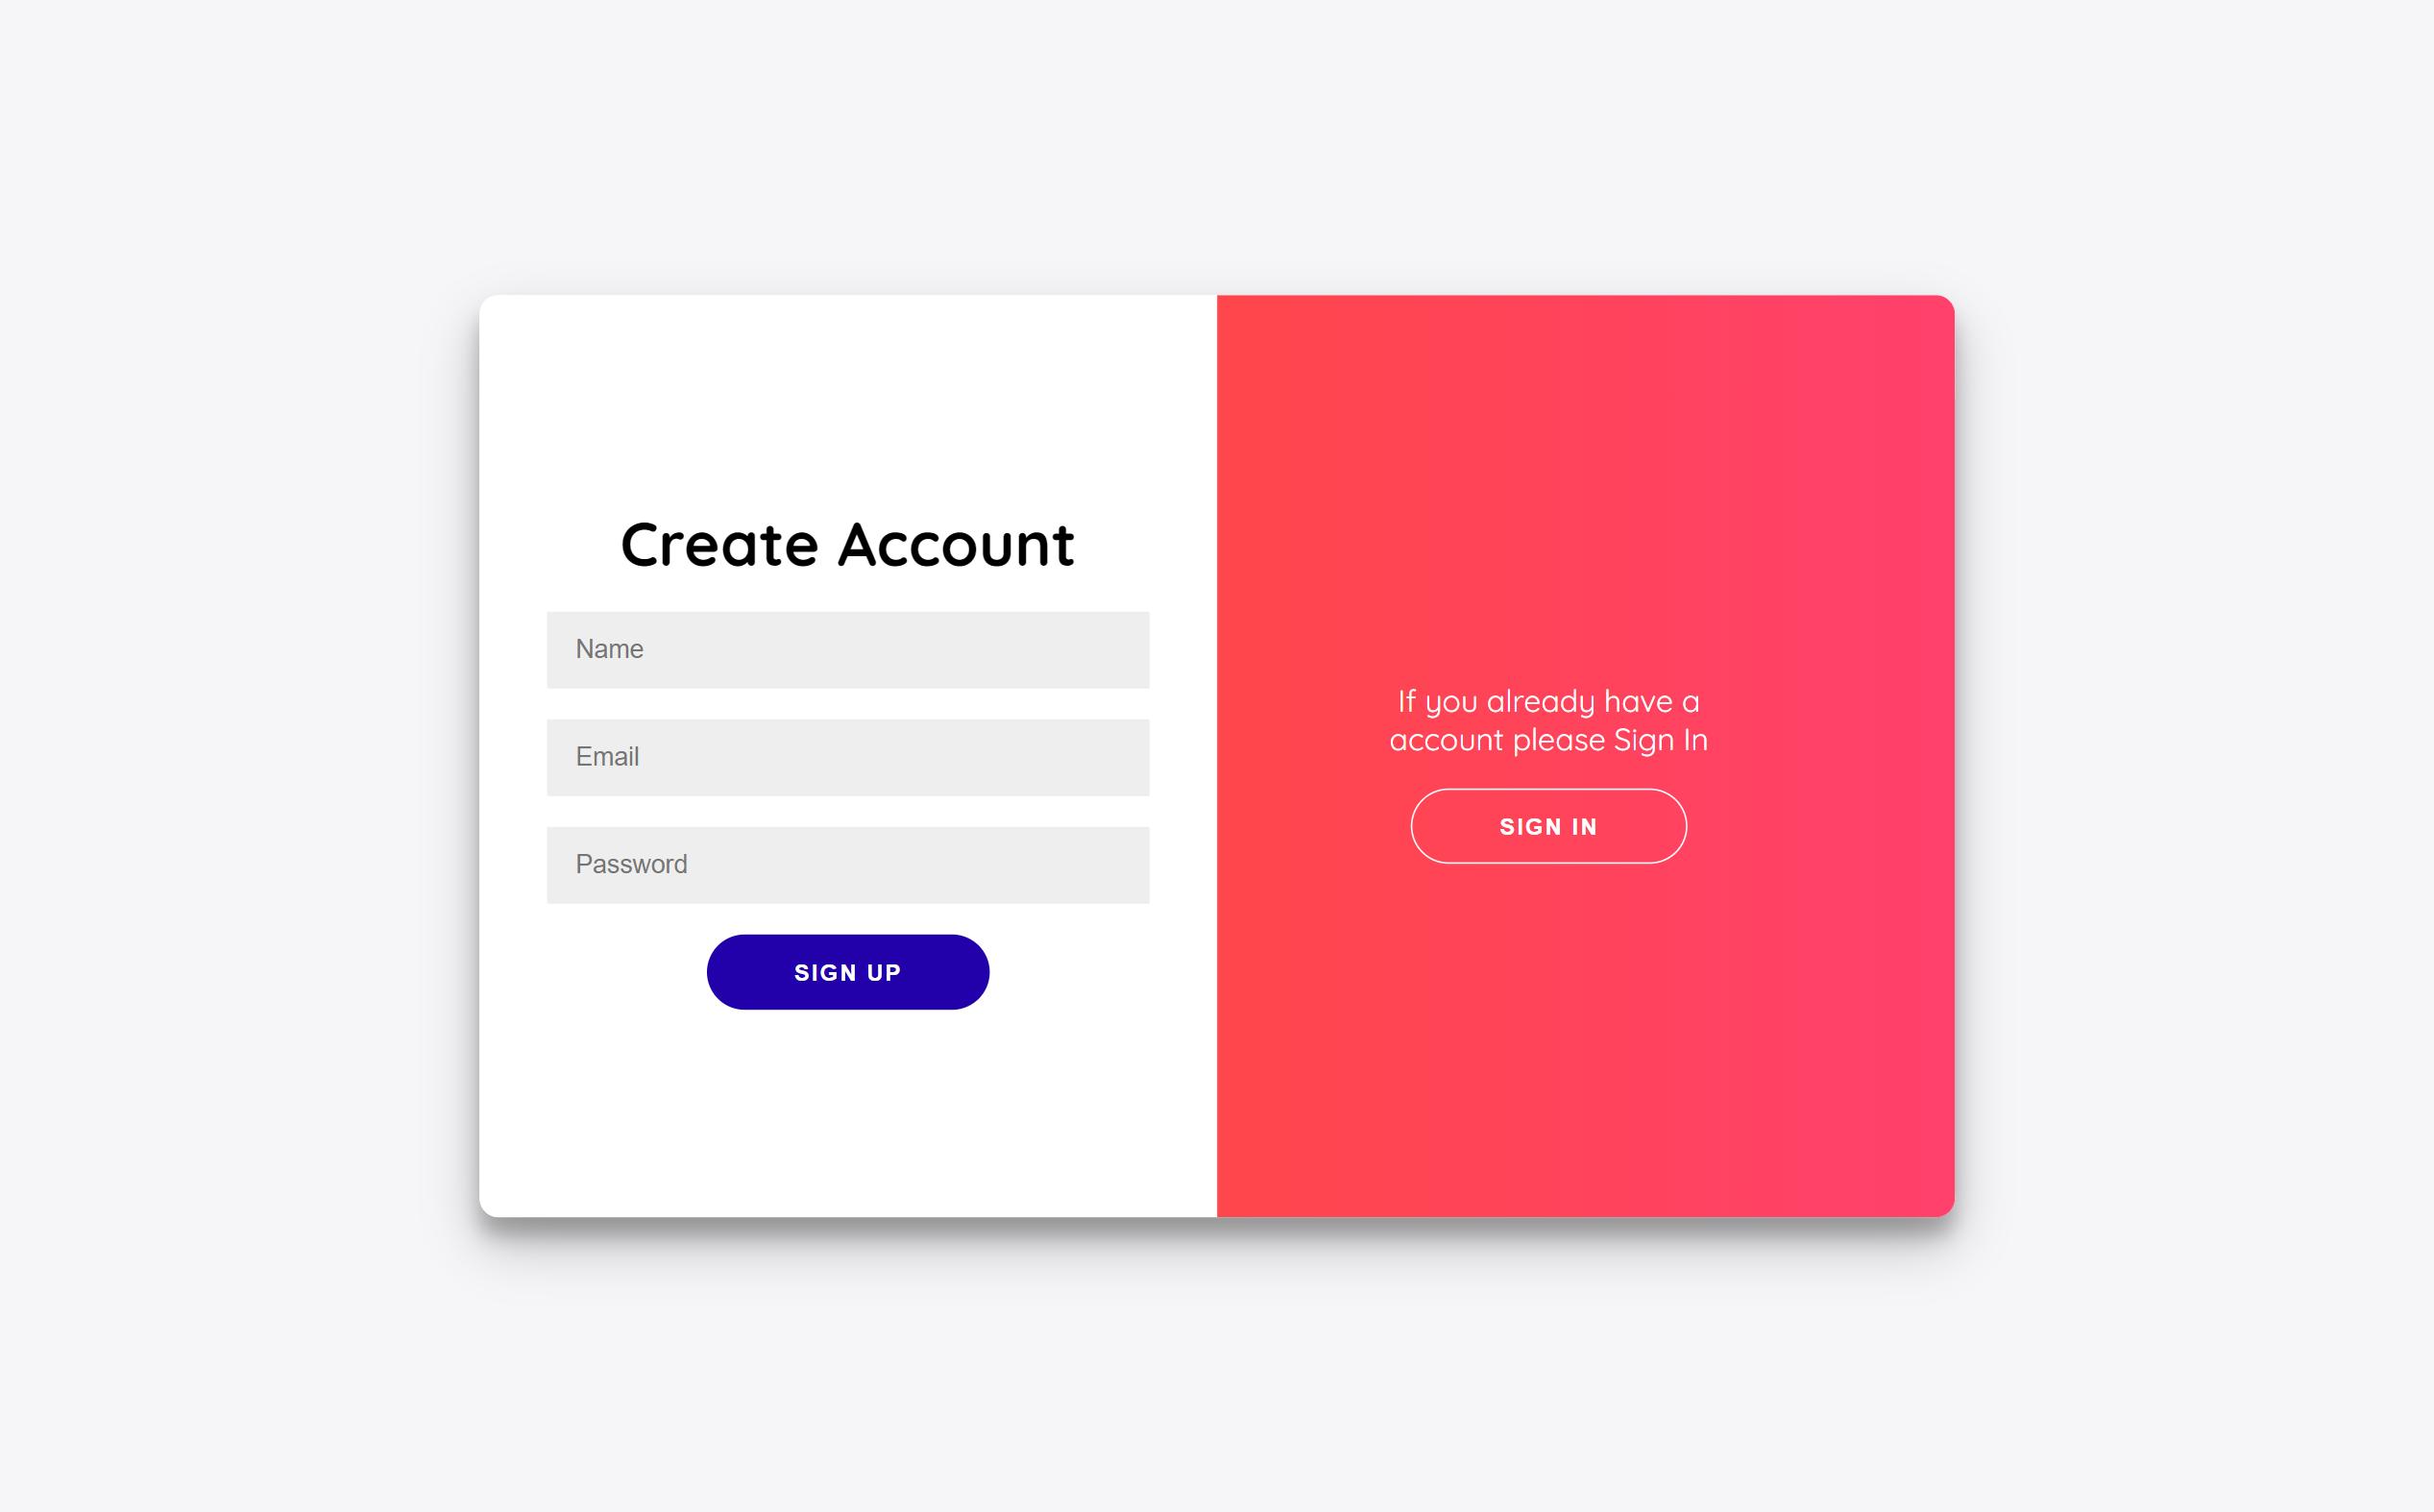 Create Account
Name
Email
Password
SIGN UP
If you already have a
account please Sign In
SIGN IN